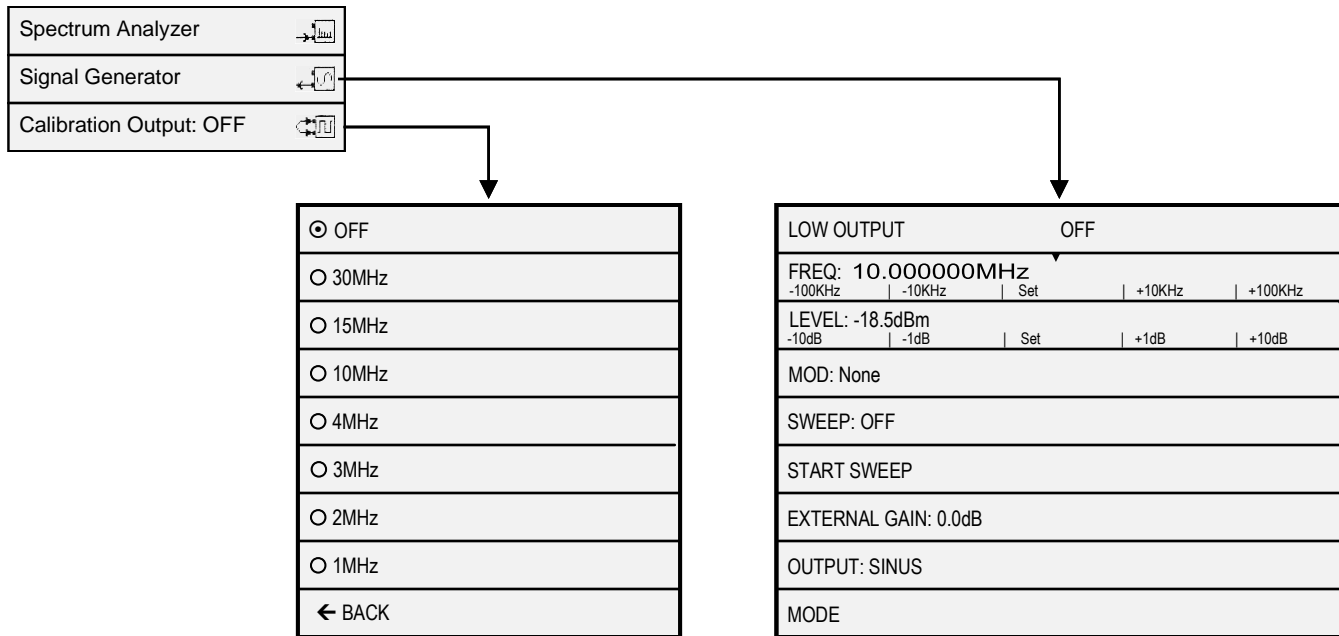 Spectrum Analyzer
Signal Generator
Calibration Output: OFF
OFF
30MHz
15MHz
10MHz
4MHz
3MHz
2MHz
1MHz
← BACK
LOW OUTPUT OFF
FREQ: 10.000000MHz
-100KHz | -10KHz | Set | +10KHz | +100KHz
LEVEL: -18.5dBm
-10dB | -1dB | Set | +1dB | +10dB
MOD: None
SWEEP: OFF
START SWEEP
EXTERNAL GAIN: 0.0dB
OUTPUT: SINUS
MODE